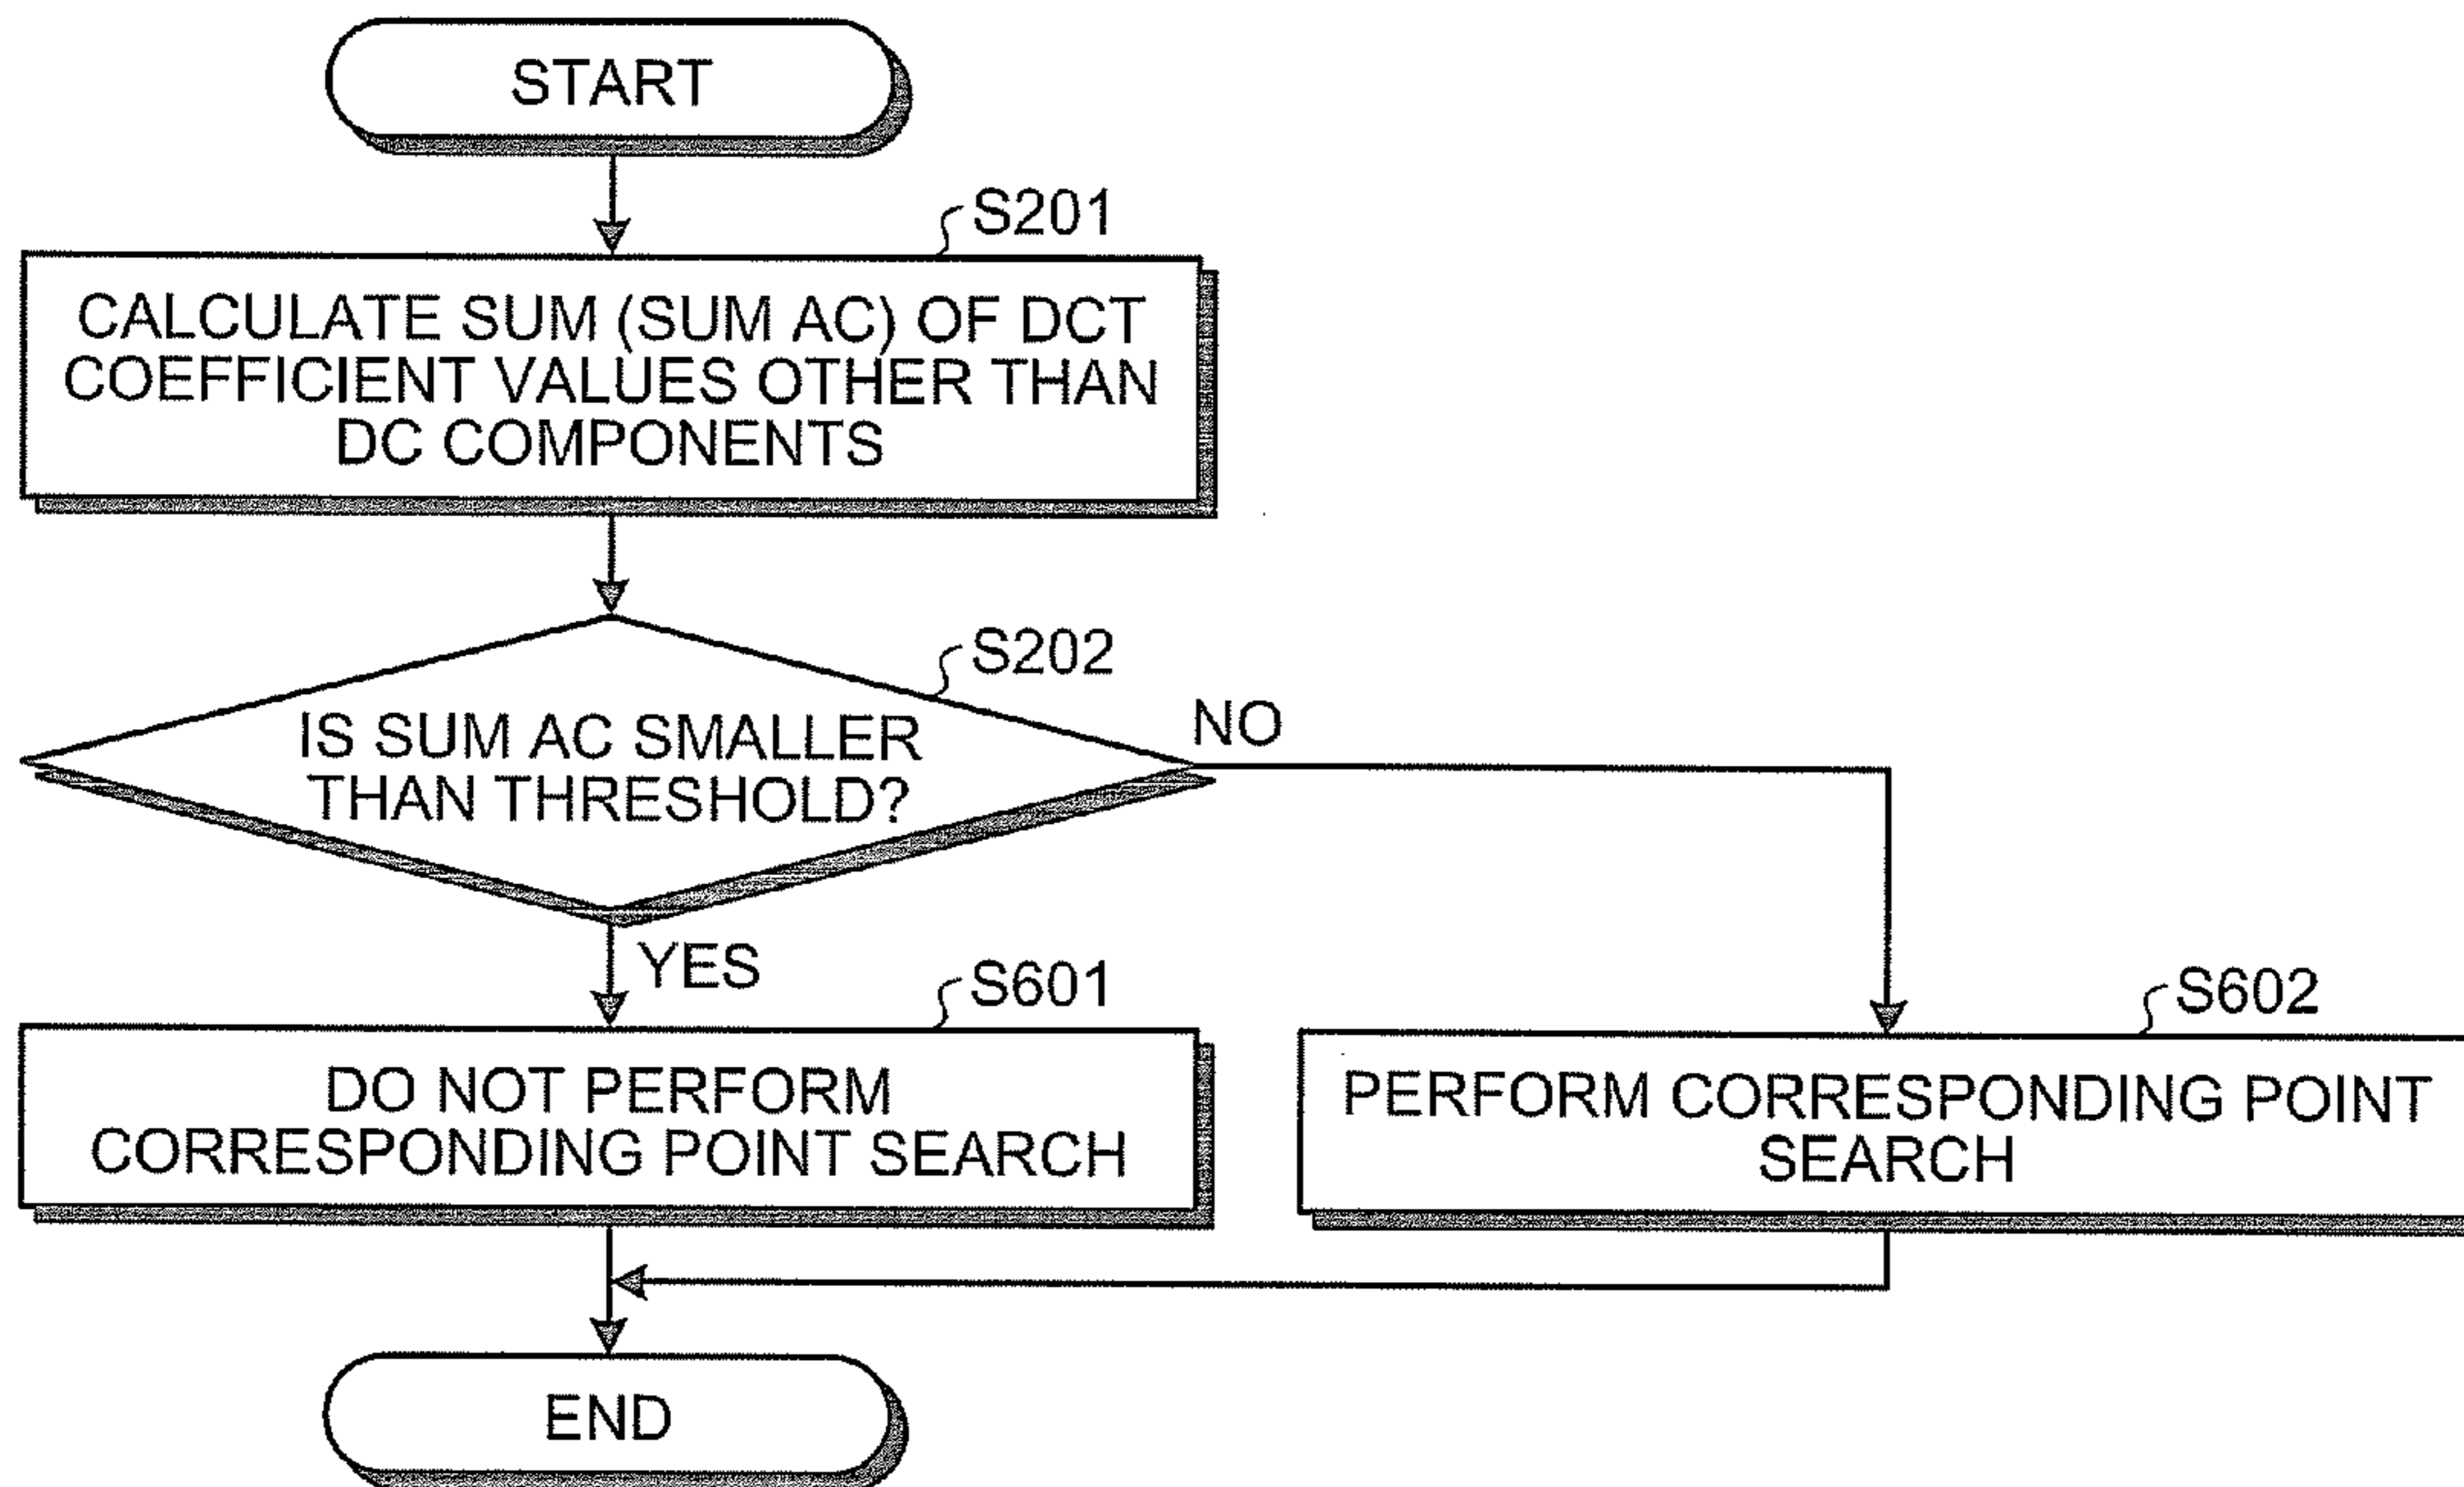 START
S201
CALCULATE SUM (SUM AC) OF DCT
COEFFICIENT VALUES OTHER THAN
DC COMPONENTS
S202
IS SUM AC SMALLER
THAN THRESHOLD?
NO
YES
S601
DO NOT PERFORM
CORRESPONDING POINT SEARCH
S602
PERFORM CORRESPONDING POINT
SEARCH
END